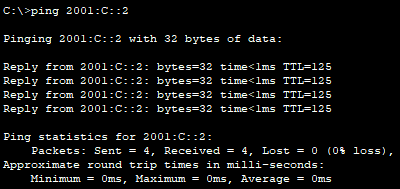 C:\>ping 2001:C::2
Pinging 2001:C::2 with 32 bytes of data:
Reply from 2001:C::2: bytes=32 time<1ms TTL=125
Reply from 2001:C::2: bytes=32 time<1ms TTL=125
Reply from 2001:C::2: bytes=32 time<1ms TTL=125
Reply from 2001:C::2: bytes=32 time<1ms TTL=125
Ping statistics for 2001:C::2:
    Packets: Sent = 4, Received = 4, Lost = 0 (0% loss),
Approximate round trip times in milli-seconds:
    Minimum = 0ms, Maximum = 0ms, Average = 0ms